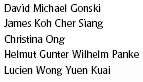 David Michael Gonski
James Koh Cher Siang
Christina Ong
Helmut Gunter Wilhelm Panke
Lucien Wong Yuen Kuai